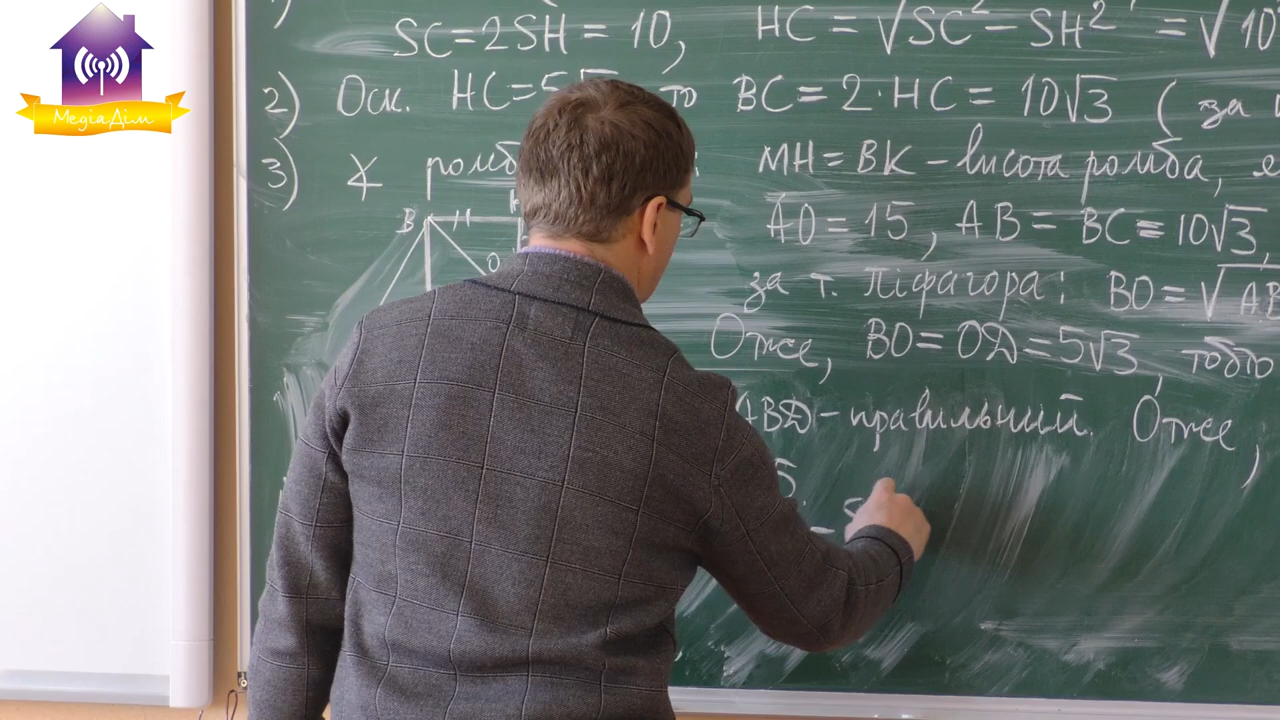 МедіаДім
SC=2SH = 10, HC = √SC² − SH² = √10
2) Оск. HC=5 то BC = 2·HC = 10√3 ( за
3) У MH = BK – висота ромба,
B
O
AO = 15, AB = BC = 10√3,
за т. Піфагора: BO = √AB
Отже, BO = OD = 5√3, тобто
ABD – правильний. Отже,
5.